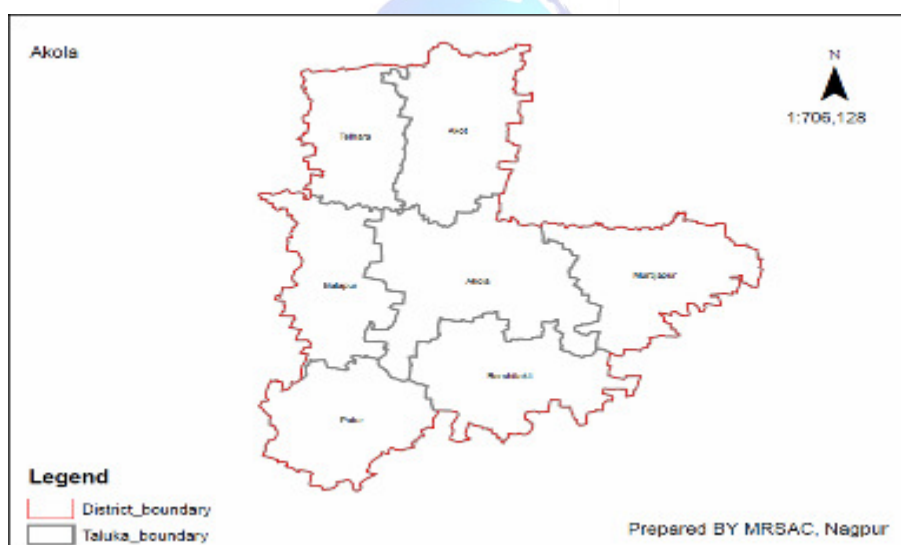 Akola
N
1:706,128
Telhara
Akot
Balapur
Akola
Murtijapur
Barshitakli
Patur
Legend
District_boundary
Taluka_boundary
Prepared BY MRSAC, Nagpur